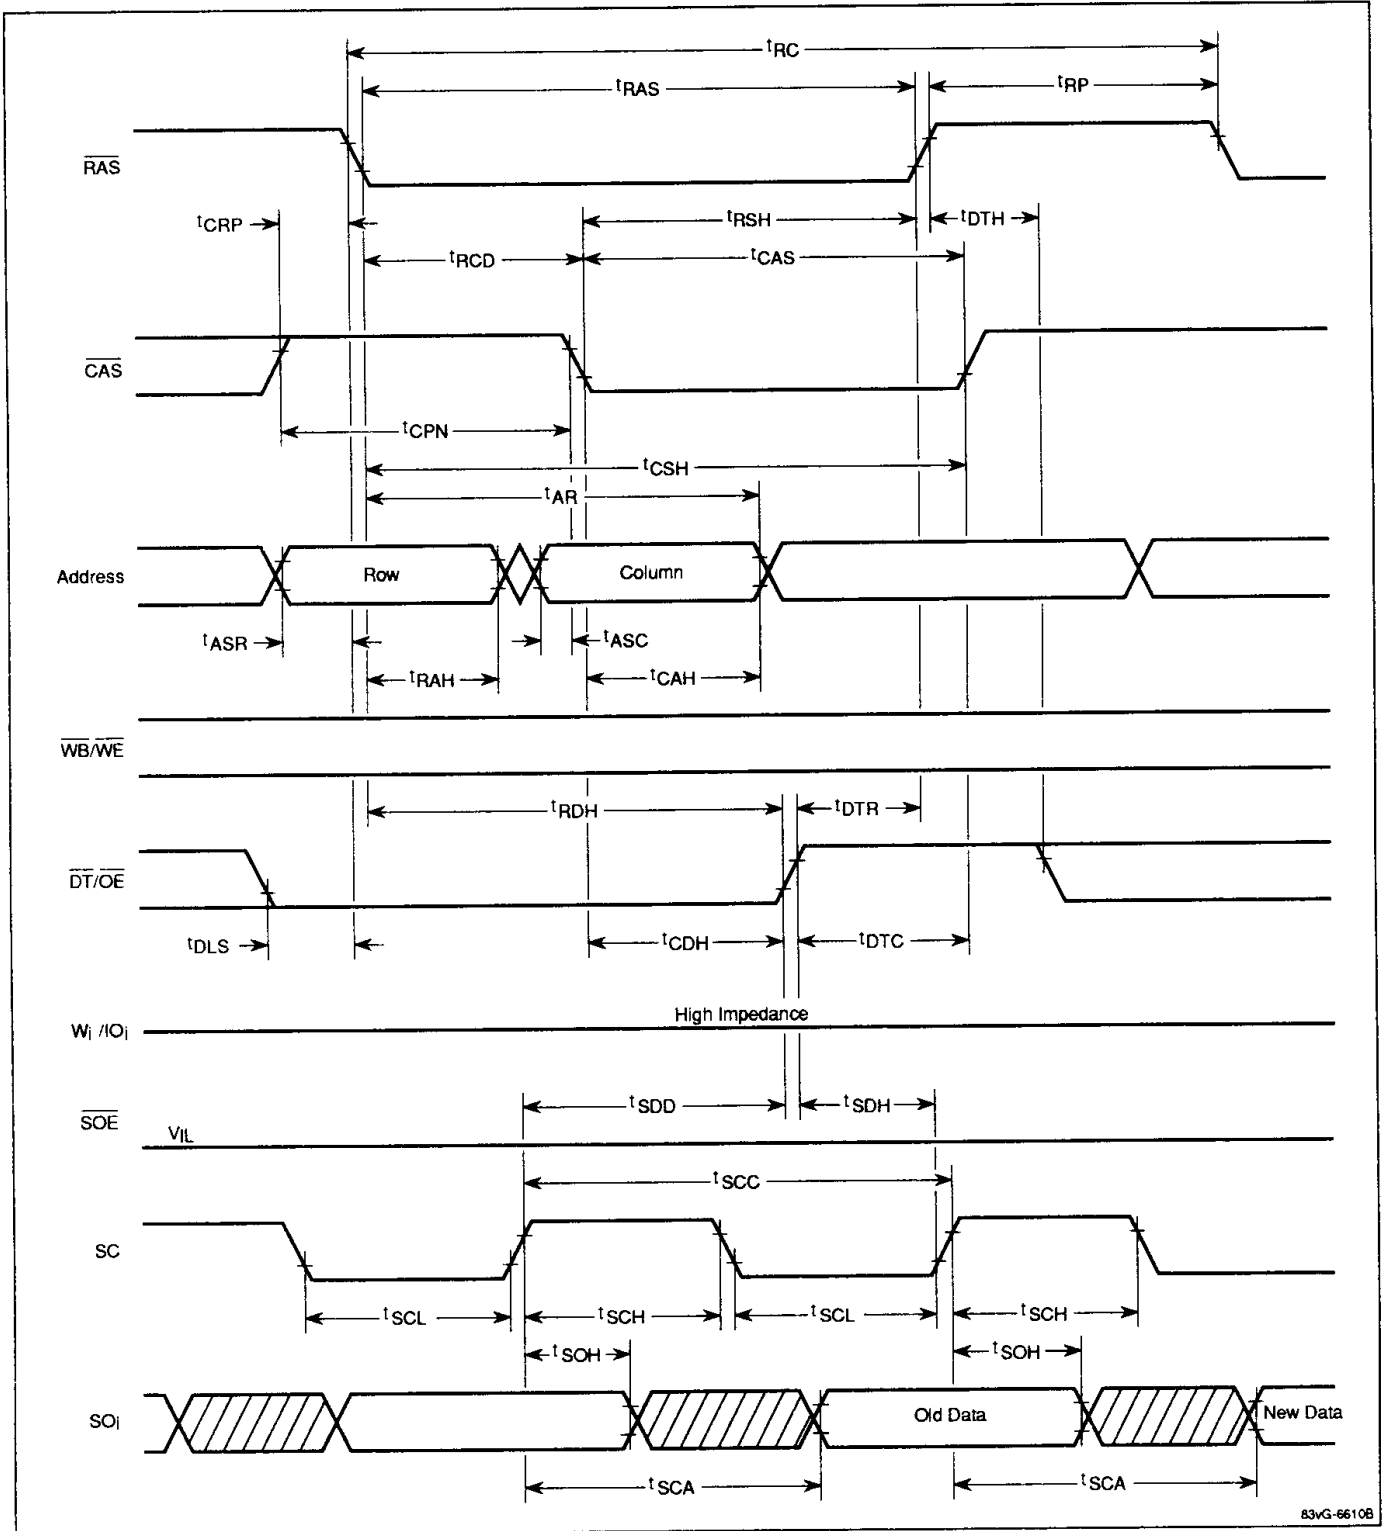 tRC
tRAS
tRP
RAS
tCRP
tRSH
tDTH
tRCD
tCAS
CAS
tCPN
tCSH
tAR
Address
Row
Column
tASR
tASC
tRAH
tCAH
WB/WE
tRDH
tDTR
DT/OE
tDLS
tCDH
tDTC
High Impedance
Wi /IOi
tSDD
tSDH
SOE
VIL
tSCC
SC
tSCL
tSCH
tSCL
tSCH
tSOH
tSOH
SOi
Old Data
New Data
tSCA
tSCA
83vG-6610B